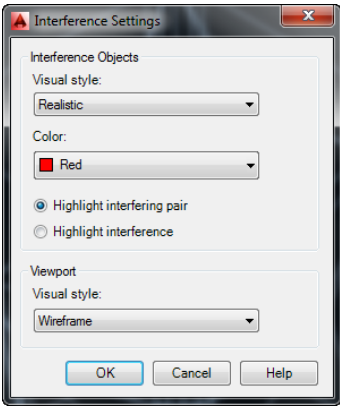 Interference Settings
Interference Objects
Visual style:
Realistic
Color:
Red
Highlight interfering pair
Highlight interference
Viewport
Visual style:
Wireframe
OK Cancel Help